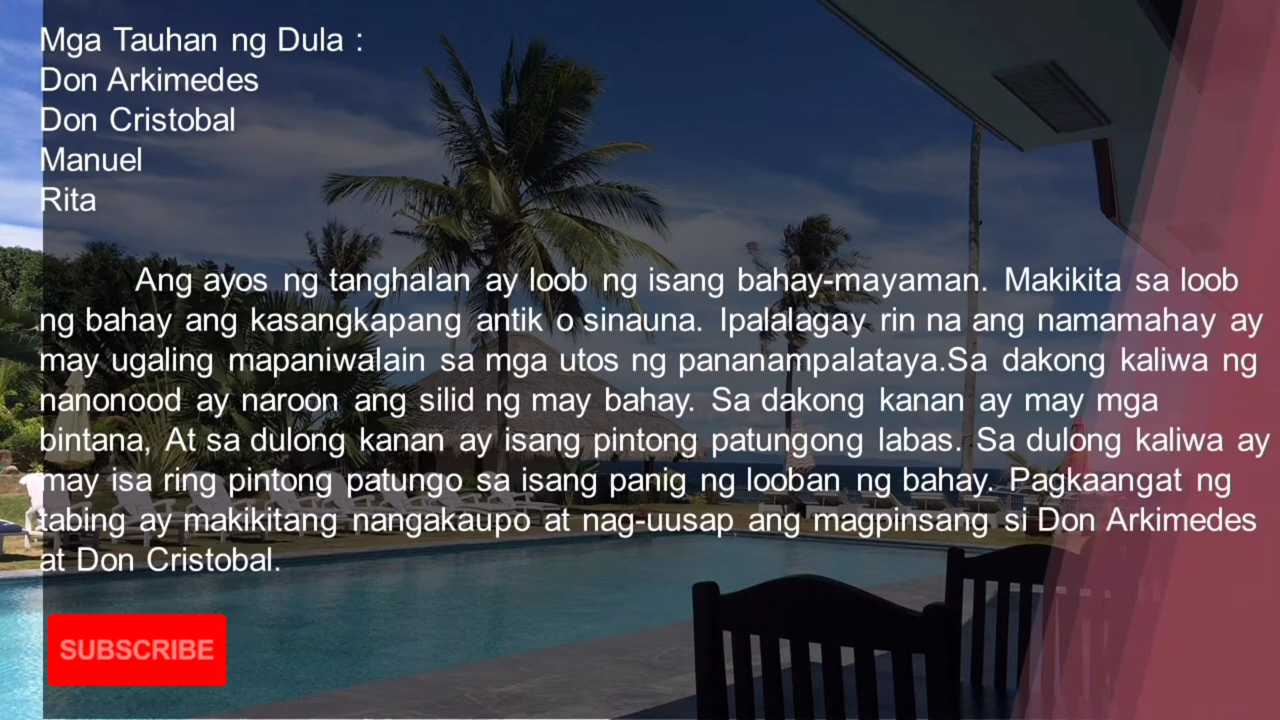 Mga Tauhan ng Dula :
Don Arkimedes
Don Cristobal
Manuel
Rita
Ang ayos ng tanghalan ay loob ng isang bahay-mayaman. Makikita sa loob
ng bahay ang kasangkapang antik o sinauna. Ipalalagay rin na ang namamahay ay
may ugaling mapaniwalain sa mga utos ng pananampalataya.Sa dakong kaliwa ng
nanonood ay naroon ang silid ng may bahay. Sa dakong kanan ay may mga
bintana, At sa dulong kanan ay isang pintong patungong labas. Sa dulong kaliwa ay
may isa ring pintong patungo sa isang panig ng looban ng bahay. Pagkaangat ng
tabing ay makikitang nangakaupo at nag-uusap ang magpinsang si Don Arkimedes
at Don Cristobal.
SUBSCRIBE